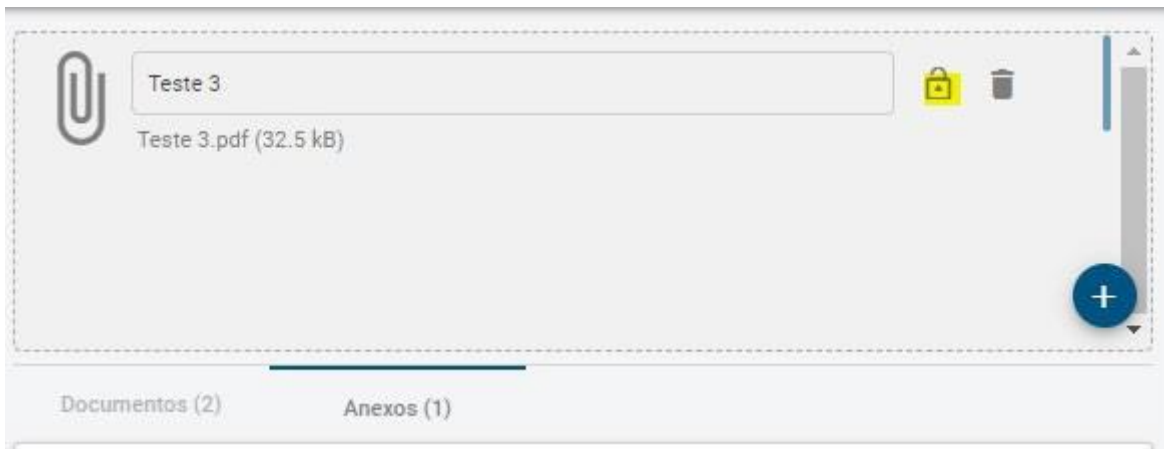 Teste 3
Teste 3.pdf (32.5 kB)
Documentos (2)
Anexos (1)